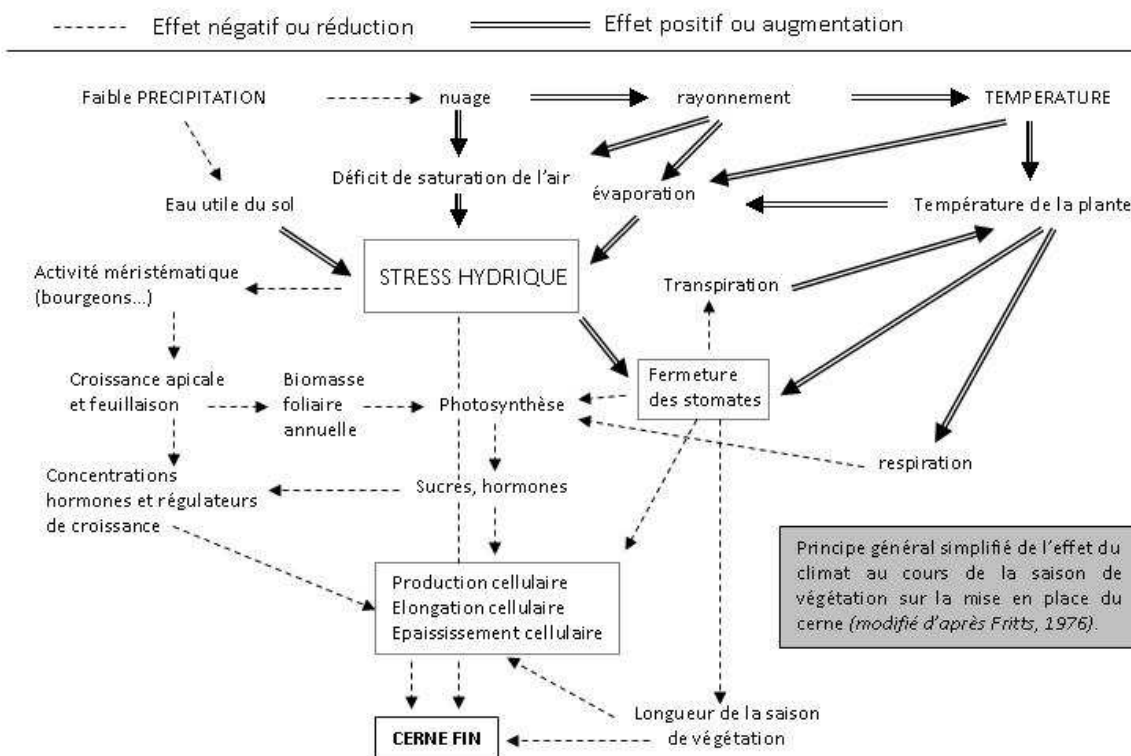 Effet négatif ou réduction
Effet positif ou augmentation
Faible PRECIPITATION
nuage
rayonnement
TEMPERATURE
Déficit de saturation de l'air
évaporation
Eau utile du sol
Température de la plante
Activité méristématique
(bourgeons...)
STRESS HYDRIQUE
Transpiration
Croissance apicale
et feuillaison
Biomasse
foliaire
annuelle
Photosynthèse
Fermeture
des stomates
respiration
Concentrations
hormones et régulateurs
de croissance
Sucres, hormones
Production cellulaire
Elongation cellulaire
Epaississement cellulaire
Principe général simplifié de l'effet du
climat au cours de la saison de
végétation sur la mise en place du
cerne (modifié d'après Fritts, 1976).
Longueur de la saison
de végétation
CERNE FIN